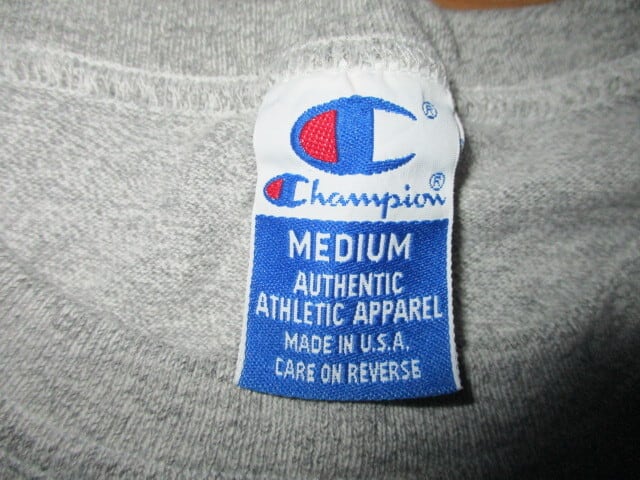 ®
Champion®
MEDIUM
AUTHENTIC
ATHLETIC APPAREL
MADE IN U.S.A.
CARE ON REVERSE